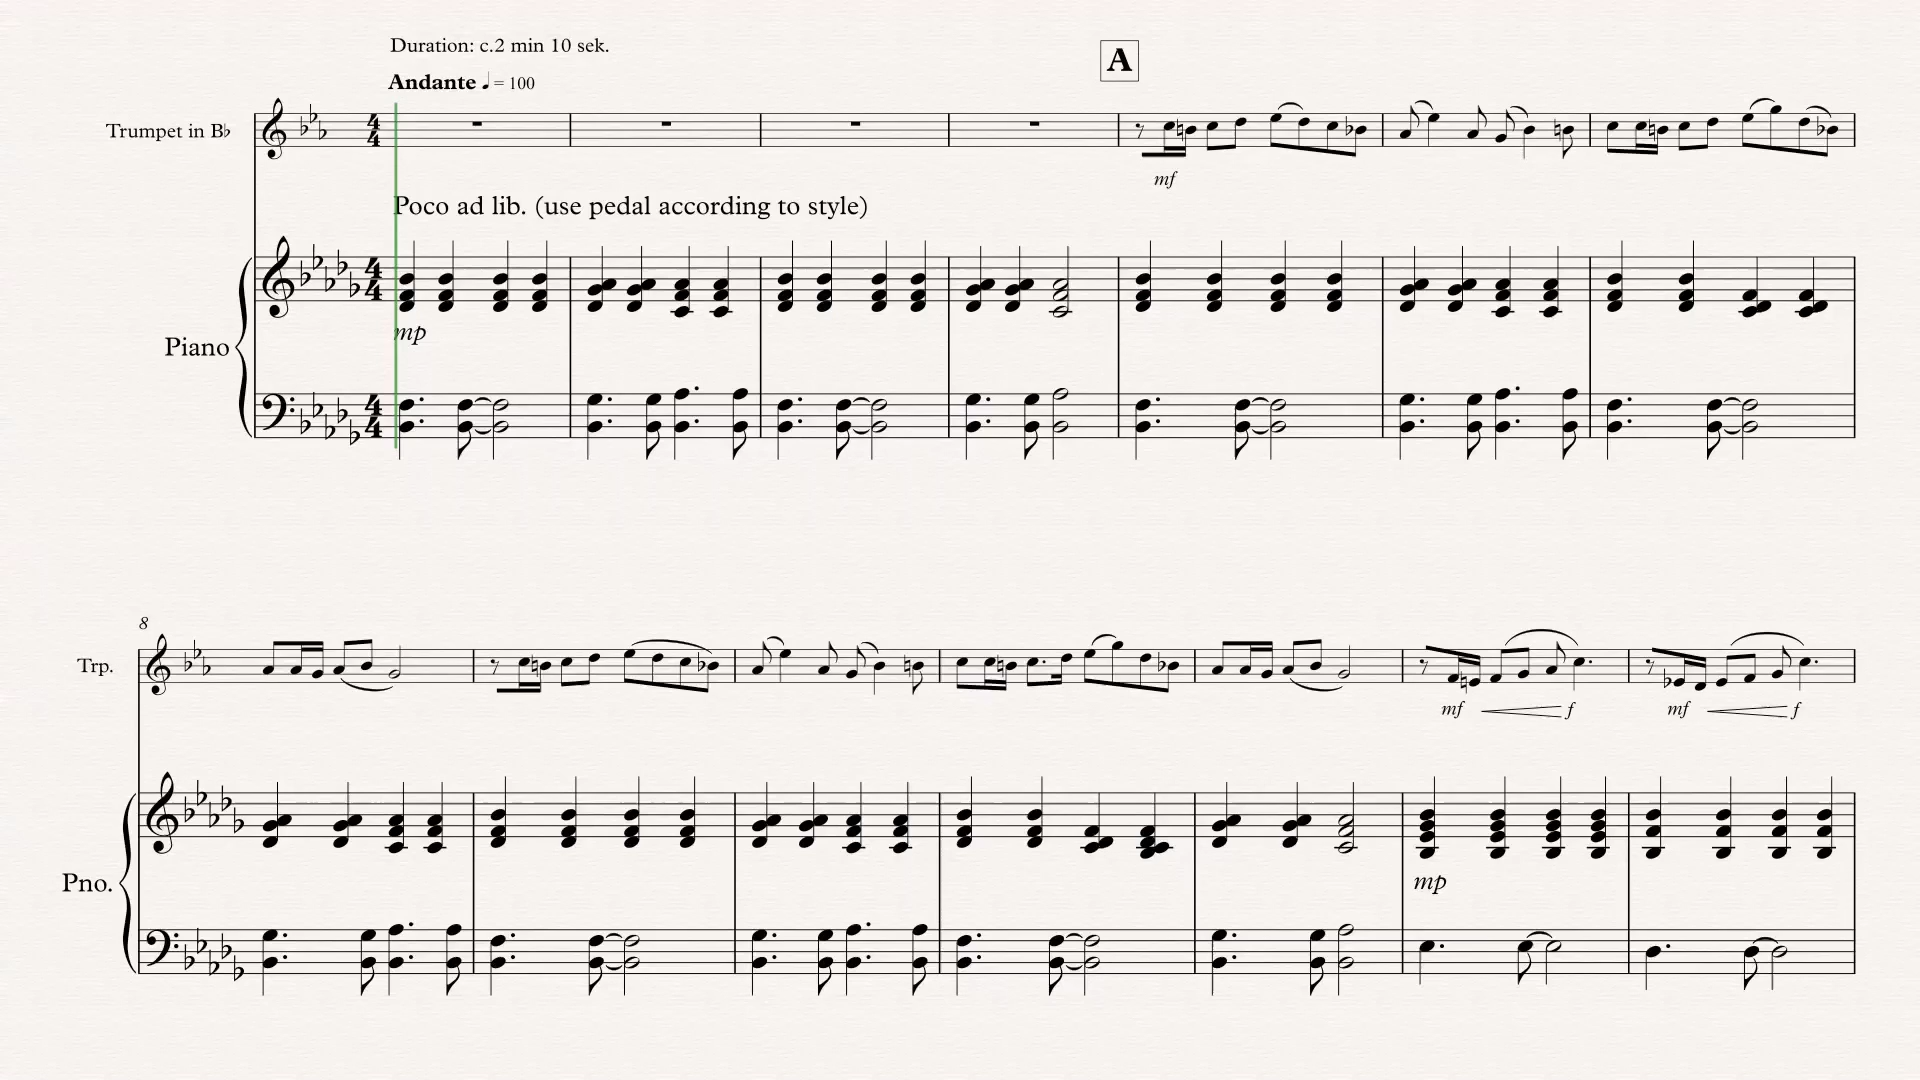 Duration: c.2 min 10 sek.
Andante ♩ = 100
A
Trumpet in B♭
mf
Poco ad lib. (use pedal according to style)
mp
Piano
8
Trp.
mf f mf f
mp
Pno.